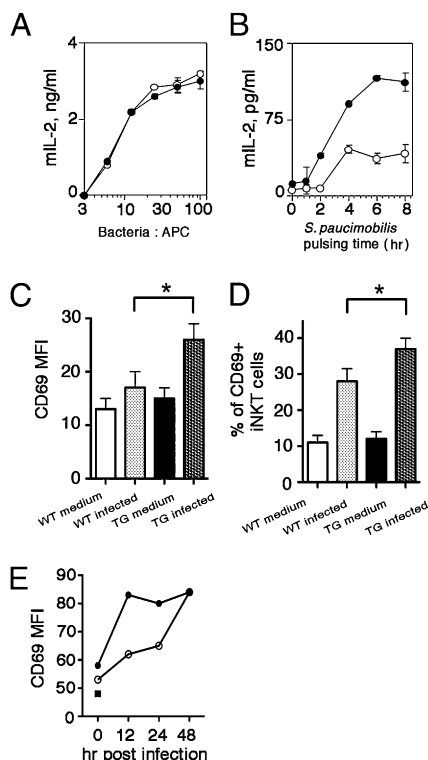 A
4
2
0
mIL-2, ng/ml
3
10
30
100
Bacteria : APC
B
150
75
0
mIL-2, pg/ml
0
2
4
6
8
S. paucimobilis
pulsing time (hr)
C
*
30
20
10
0
CD69 MFI
WT medium
WT infected
TG medium
TG infected
D
*
40
30
20
10
0
% of CD69+
iNKT cells
WT medium
WT infected
TG medium
TG infected
E
90
80
70
60
50
0
CD69 MFI
0
12
24
48
hr post infection